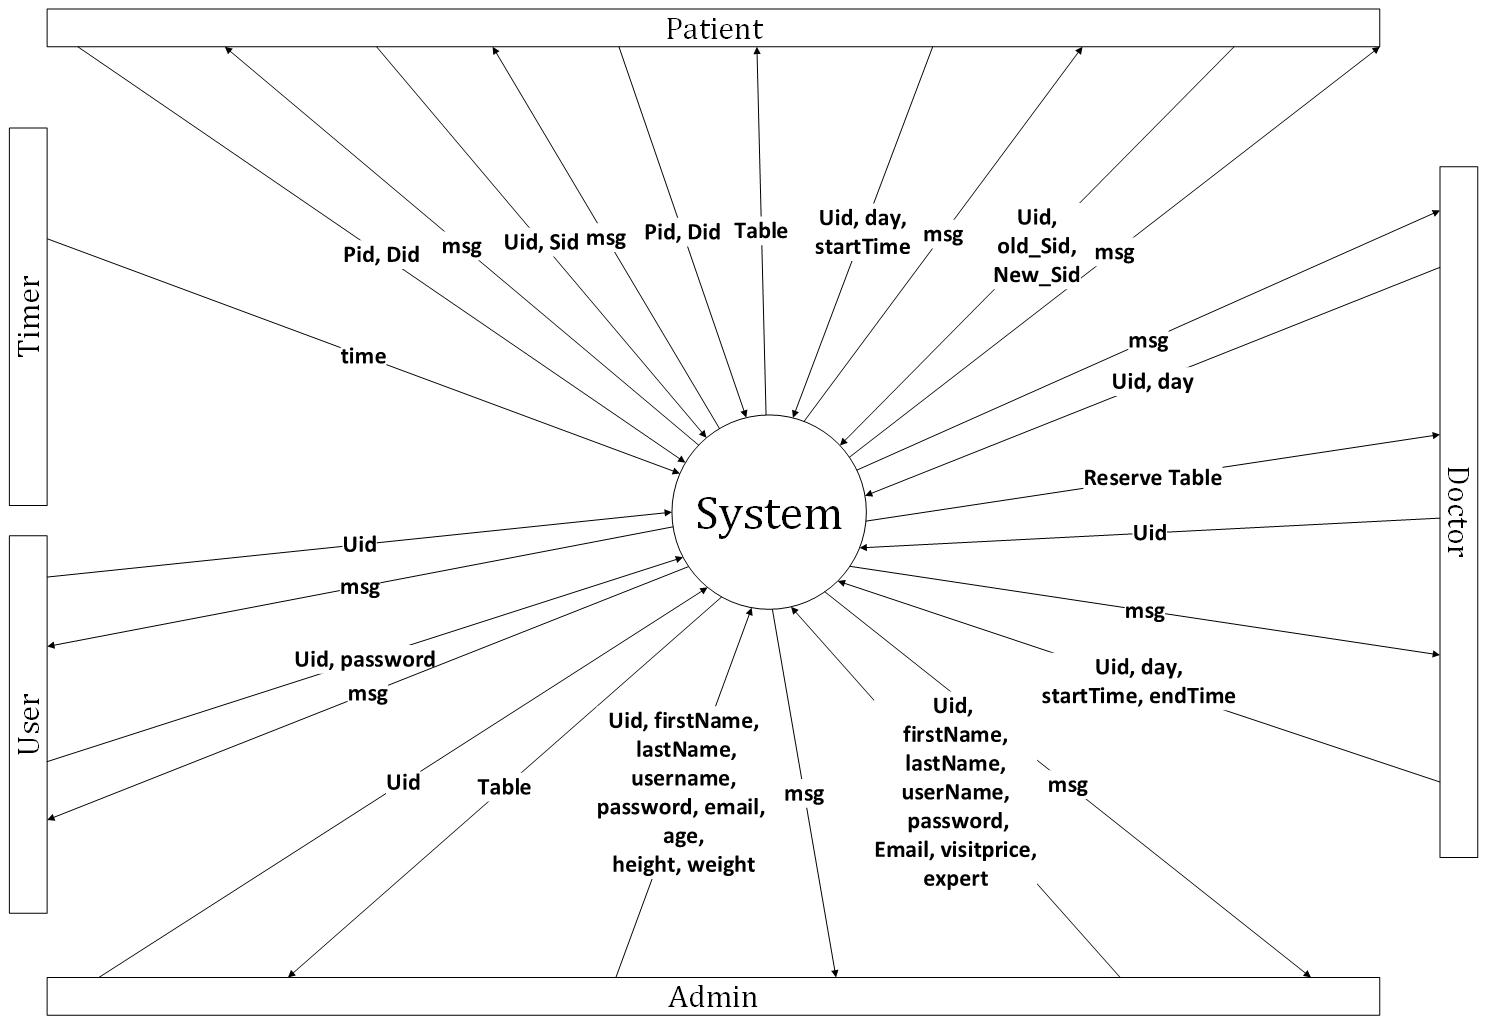 Patient
Pid, Did
msg
Uid, Sid
msg
Pid, Did
Table
Uid, day,
startTime
msg
Uid,
old_Sid,
New_Sid
msg
Timer
time
msg
Uid, day
Reserve Table
Uid
msg
Uid, day,
startTime, endTime
Doctor
System
Uid
msg
Uid, password
msg
User
Uid
Table
Uid, firstName,
lastName,
username,
password, email,
age,
height, weight
msg
Uid,
firstName,
lastName,
userName,
password,
Email, visitprice,
expert
msg
Admin